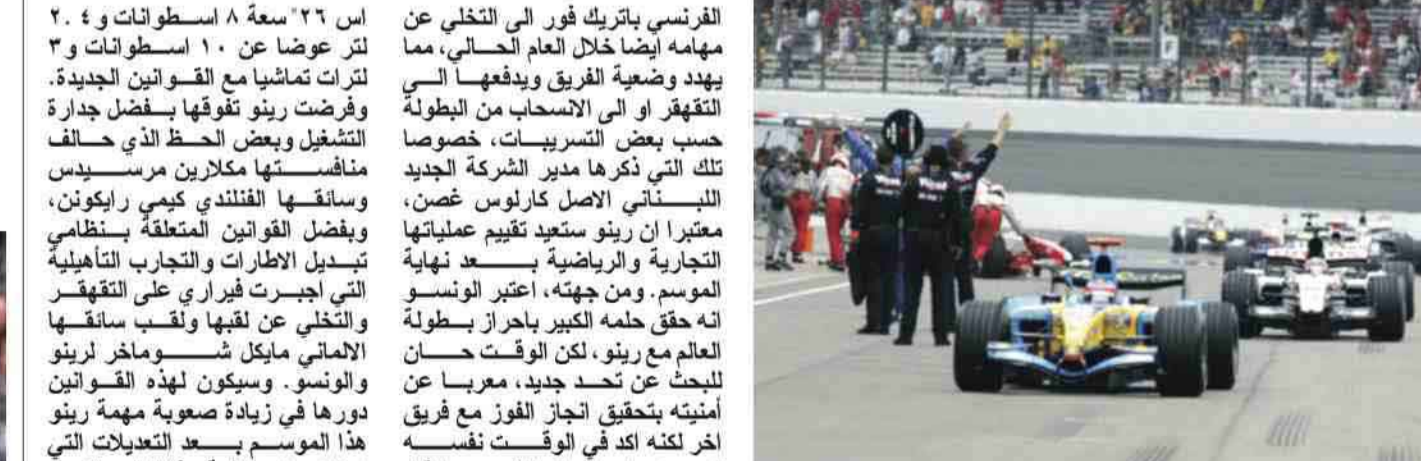 الفرنسي باتريك فور الى التخلي عن
مهامه ايضا خلال العام الحالي، مما
يهدد وضعية الفريق ويدفعها الى
التقهقر او الى الانسحاب من البطولة
حسب بعض التسريبات، خصوصا
تلك التي ذكرها مدير الشركة الجديد
اللبناني الاصل كارلوس غصن،
معتبرا ان رينو ستعيد تقييم عملياتها
التجارية والرياضية بعد نهاية
الموسم. ومن جهته، اعتبر الونسو
انه حقق حلمه الكبير باحراز بطولة
العالم مع رينو، لكن الوقت حان
للبحث عن تحد جديد، معربا عن
أمنيته بتحقيق انجاز الفوز مع فريق
اخر لكنه اكد في الوقت نفسه
اس ٢٦" سعة ٨ اسطوانات و٢.٤
لتر عوضا عن ١٠ اسطوانات و٣
لترات تماشيا مع القوانين الجديدة.
وفرضت رينو تفوقها بفضل جدارة
التشغيل وبعض الحظ الذي حالف
منافستها مكلارين مرسيدس
وسائقها الفنلندي كيمي رايكونن،
وبفضل القوانين المتعلقة بنظامي
تبديل الاطارات والتجارب التأهيلية
التي اجبرت فيراري على التقهقر
والتخلي عن لقبها ولقب سائقها
الالماني مايكل شوماخر لرينو
والونسو. وسيكون لهذه القوانين
دورها في زيادة صعوبة مهمة رينو
هذا الموسم بعد التعديلات التي